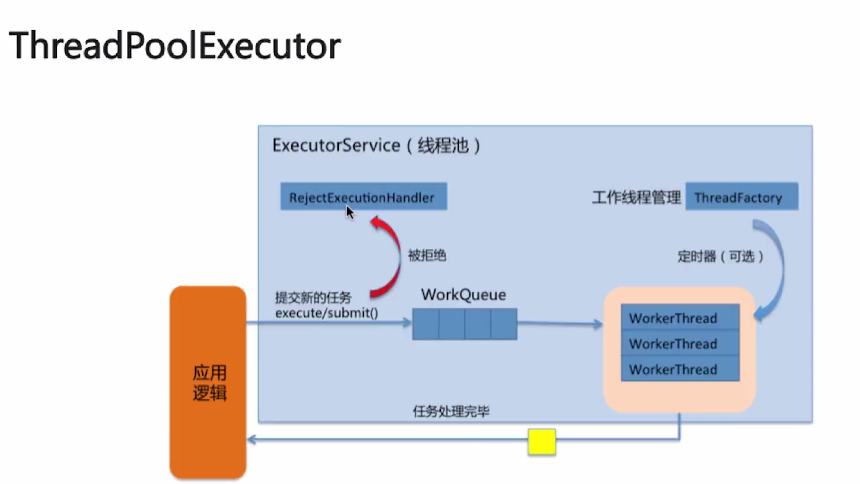 ThreadPoolExecutor
ExecutorService（线程池）
RejectExecutionHandler
工作线程管理
ThreadFactory
被拒绝
定时器（可选）
提交新的任务
execute/submit()
WorkQueue
WorkerThread
WorkerThread
WorkerThread
应用
逻辑
任务处理完毕